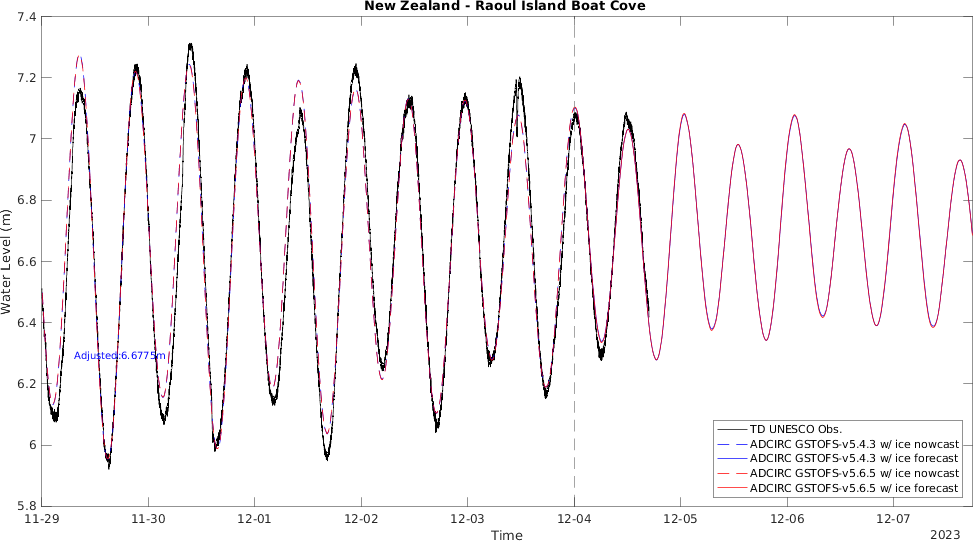 New Zealand - Raoul Island Boat Cove
7.4
7.2
7
6.8
6.6
6.4
6.2
6
5.8
Water Level (m)
Adjusted:6.6775m
TD UNESCO Obs.
ADCIRC GSTOFS-v5.4.3 w/ ice nowcast
ADCIRC GSTOFS-v5.4.3 w/ ice forecast
ADCIRC GSTOFS-v5.6.5 w/ ice nowcast
ADCIRC GSTOFS-v5.6.5 w/ ice forecast
11-29 11-30 12-01 12-02 12-03 12-04 12-05 12-06 12-07
Time
2023